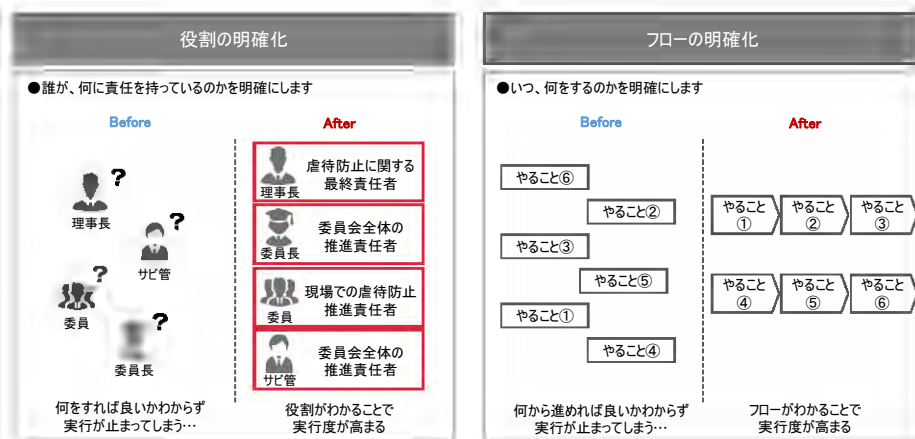 役割の明確化
●誰が、何に責任を持っているのかを明確にします
Before
After
?
理事長
?
サビ管
?
委員
?
委員長
理事長
虐待防止に関する
最終責任者
委員長
委員会全体の
推進責任者
委員
現場での虐待防止
推進責任者
サビ管
委員会全体の
推進責任者
何をすれば良いかわからず
実行が止まってしまう…
役割がわかることで
実行度が高まる
フローの明確化
●いつ、何をするのかを明確にします
Before
After
やること⑥
やること②
やること③
やること⑤
やること①
やること④
やること
①
やること
②
やること
③
やること
④
やること
⑤
やること
⑥
何から進めれば良いかわからず
実行が止まってしまう…
フローがわかることで
実行度が高まる